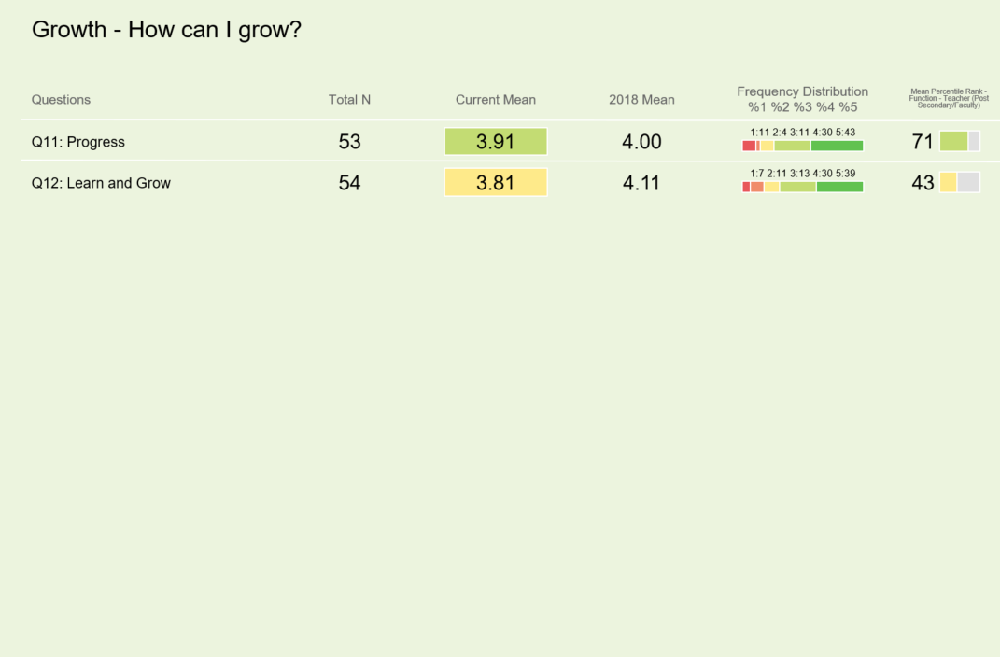 Growth - How can I grow?
Questions
Total N
Current Mean
2018 Mean
Frequency Distribution
%1 %2 %3 %4 %5
Mean Percentile Rank -
Function - Teacher (Post
Secondary/Faculty)
Q11: Progress
53
3.91
4.00
1:11 2:4 3:11 4:30 5:43
71
Q12: Learn and Grow
54
3.81
4.11
1:7 2:11 3:13 4:30 5:39
43